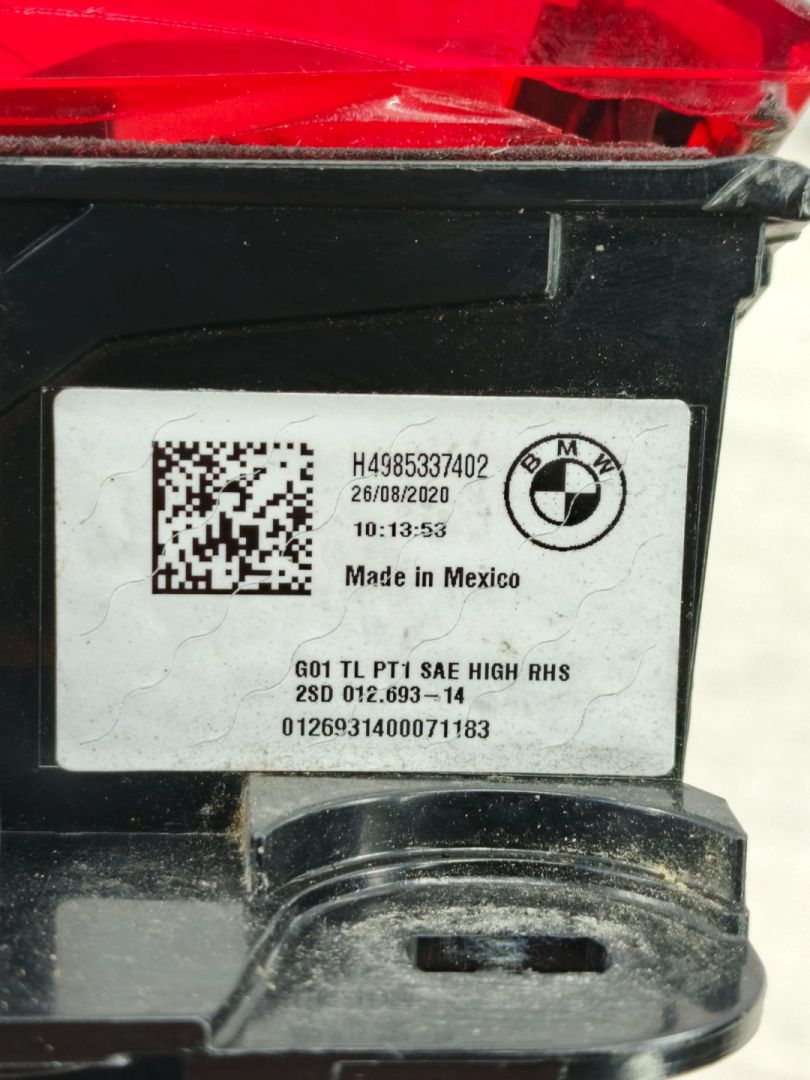 H4985337402
26/08/2020
10:13:53
BMW
Made in Mexico
G01 TL PT1 SAE HIGH RHS
2SD 012.693-14
0126931400071183